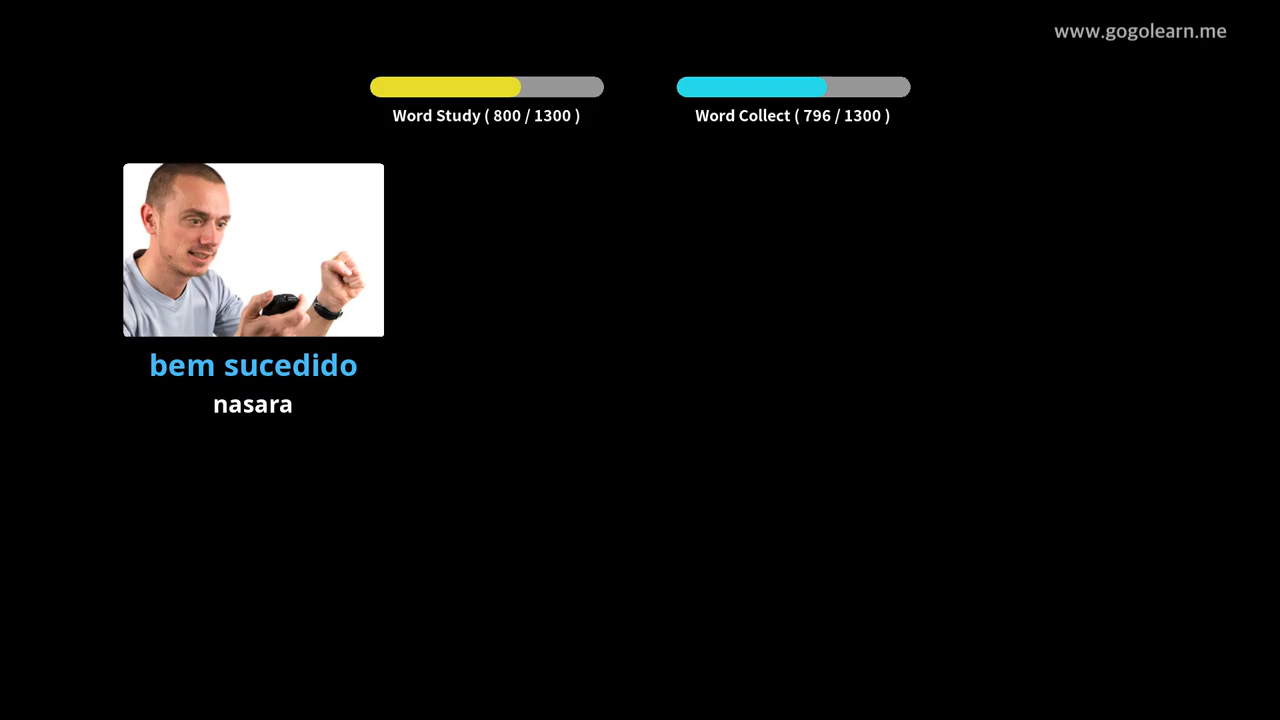 www.gogolearn.me
Word Study ( 800 / 1300 )
Word Collect ( 796 / 1300 )
bem sucedido
nasara